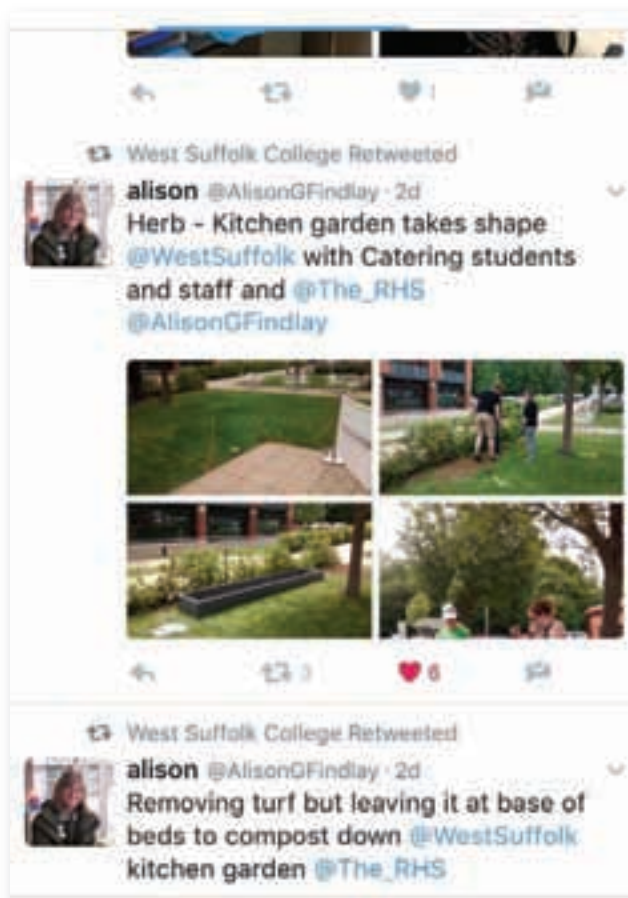 1
West Suffolk College Retweeted
alison @AlisonGFindlay · 2d
Herb - Kitchen garden takes shape
@WestSuffolk with Catering students
and staff and @The_RHS
@AlisonGFindlay
3 6
West Suffolk College Retweeted
alison @AlisonGFindlay · 2d
Removing turf but leaving it at base of
beds to compost down @WestSuffolk
kitchen garden @The_RHS